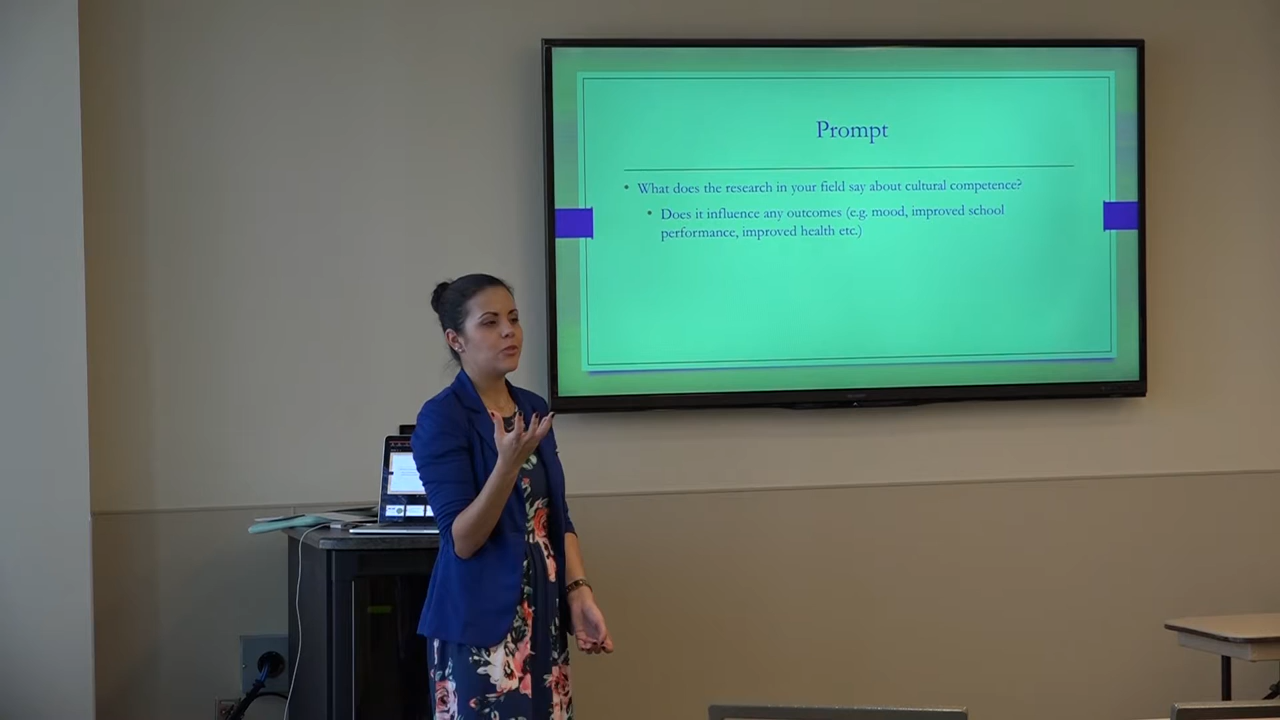 Prompt
• What does the research in your field say about cultural competence?
• Does it influence any outcomes (e.g. mood, improved school
performance, improved health etc.)